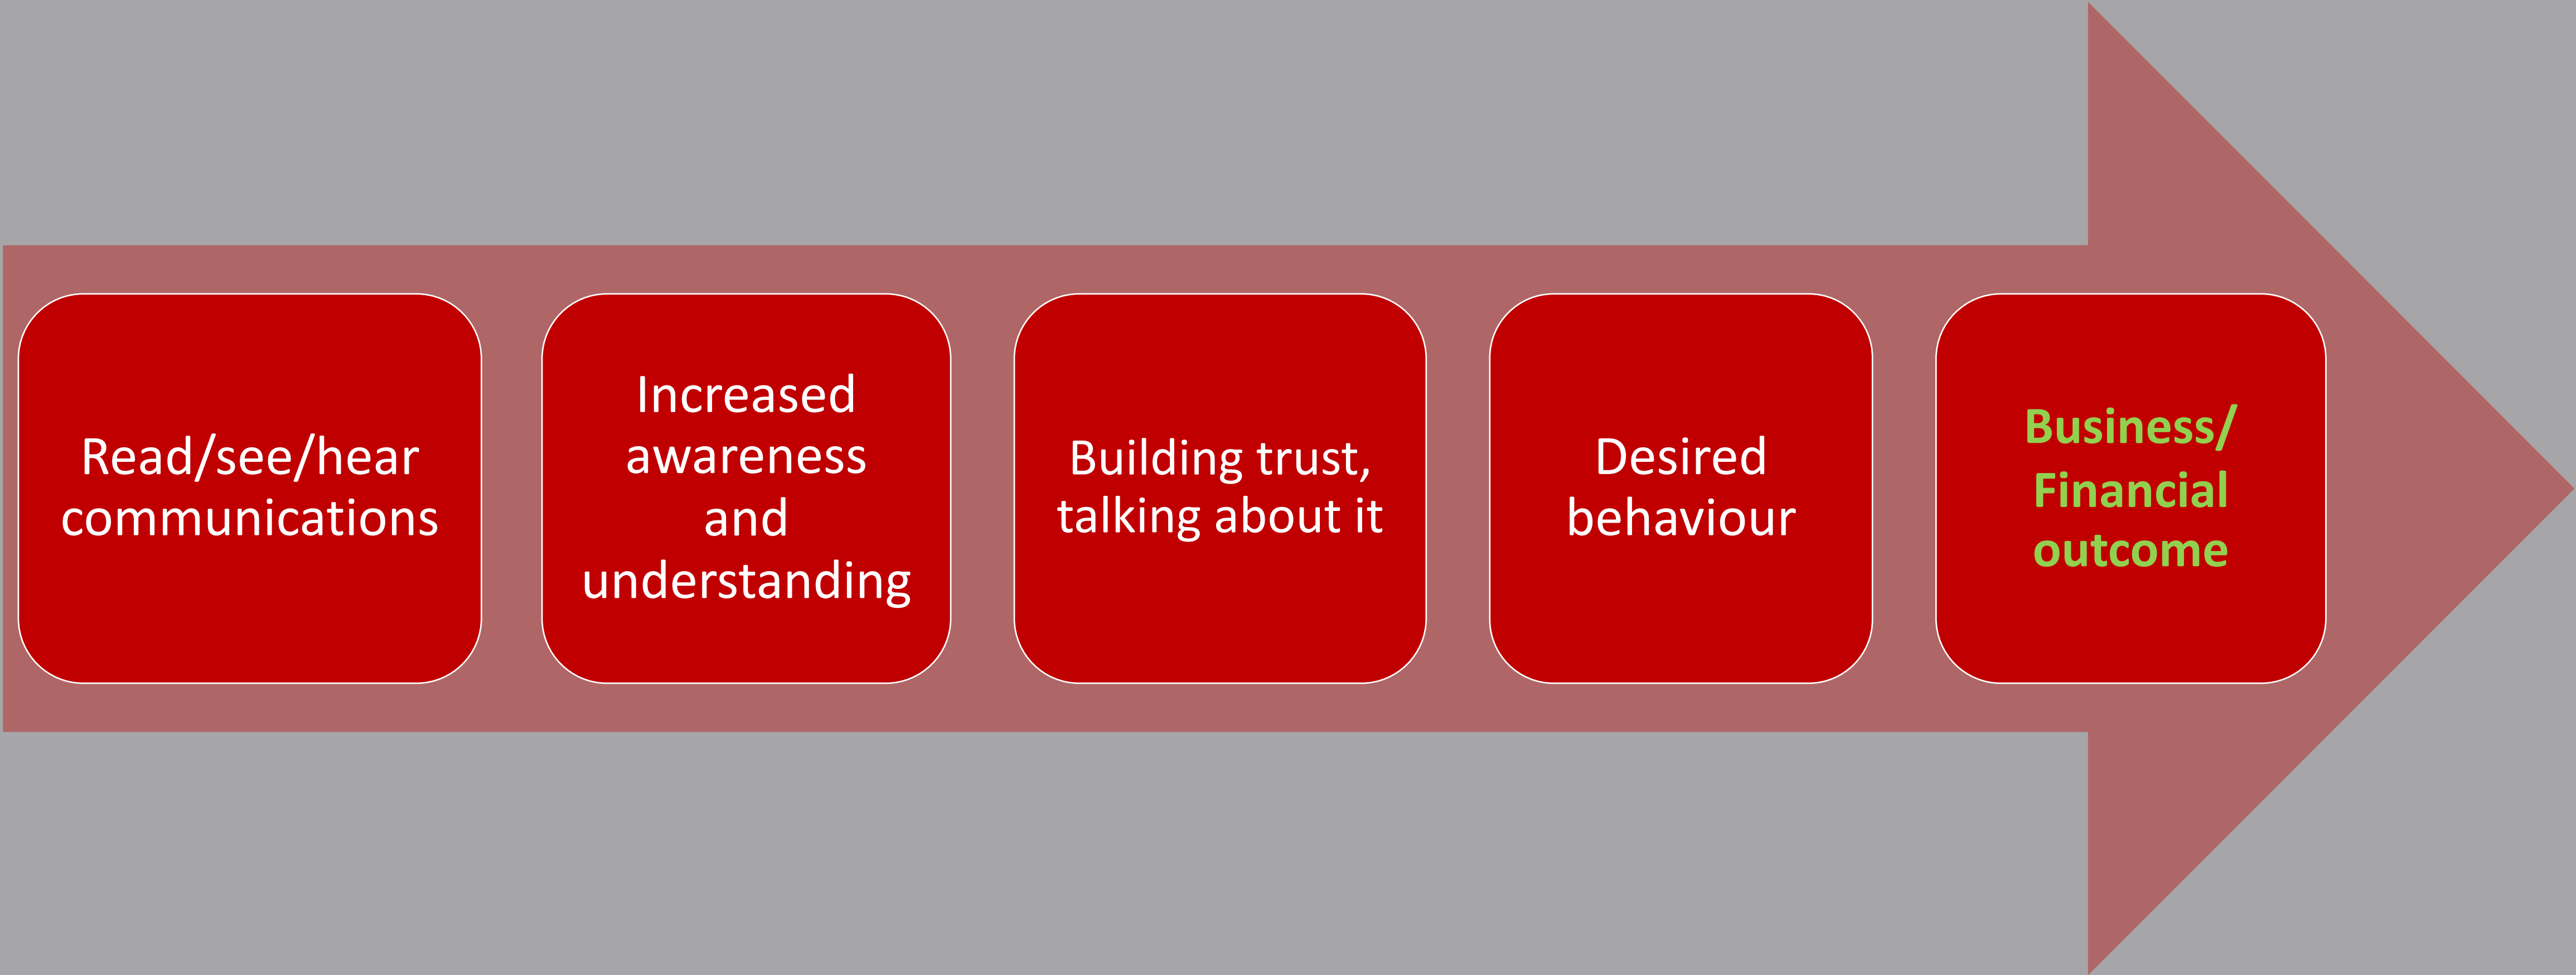 Read/see/hear
communications
Increased
awareness
and
understanding
Building trust,
talking about it
Desired
behaviour
Business/
Financial
outcome